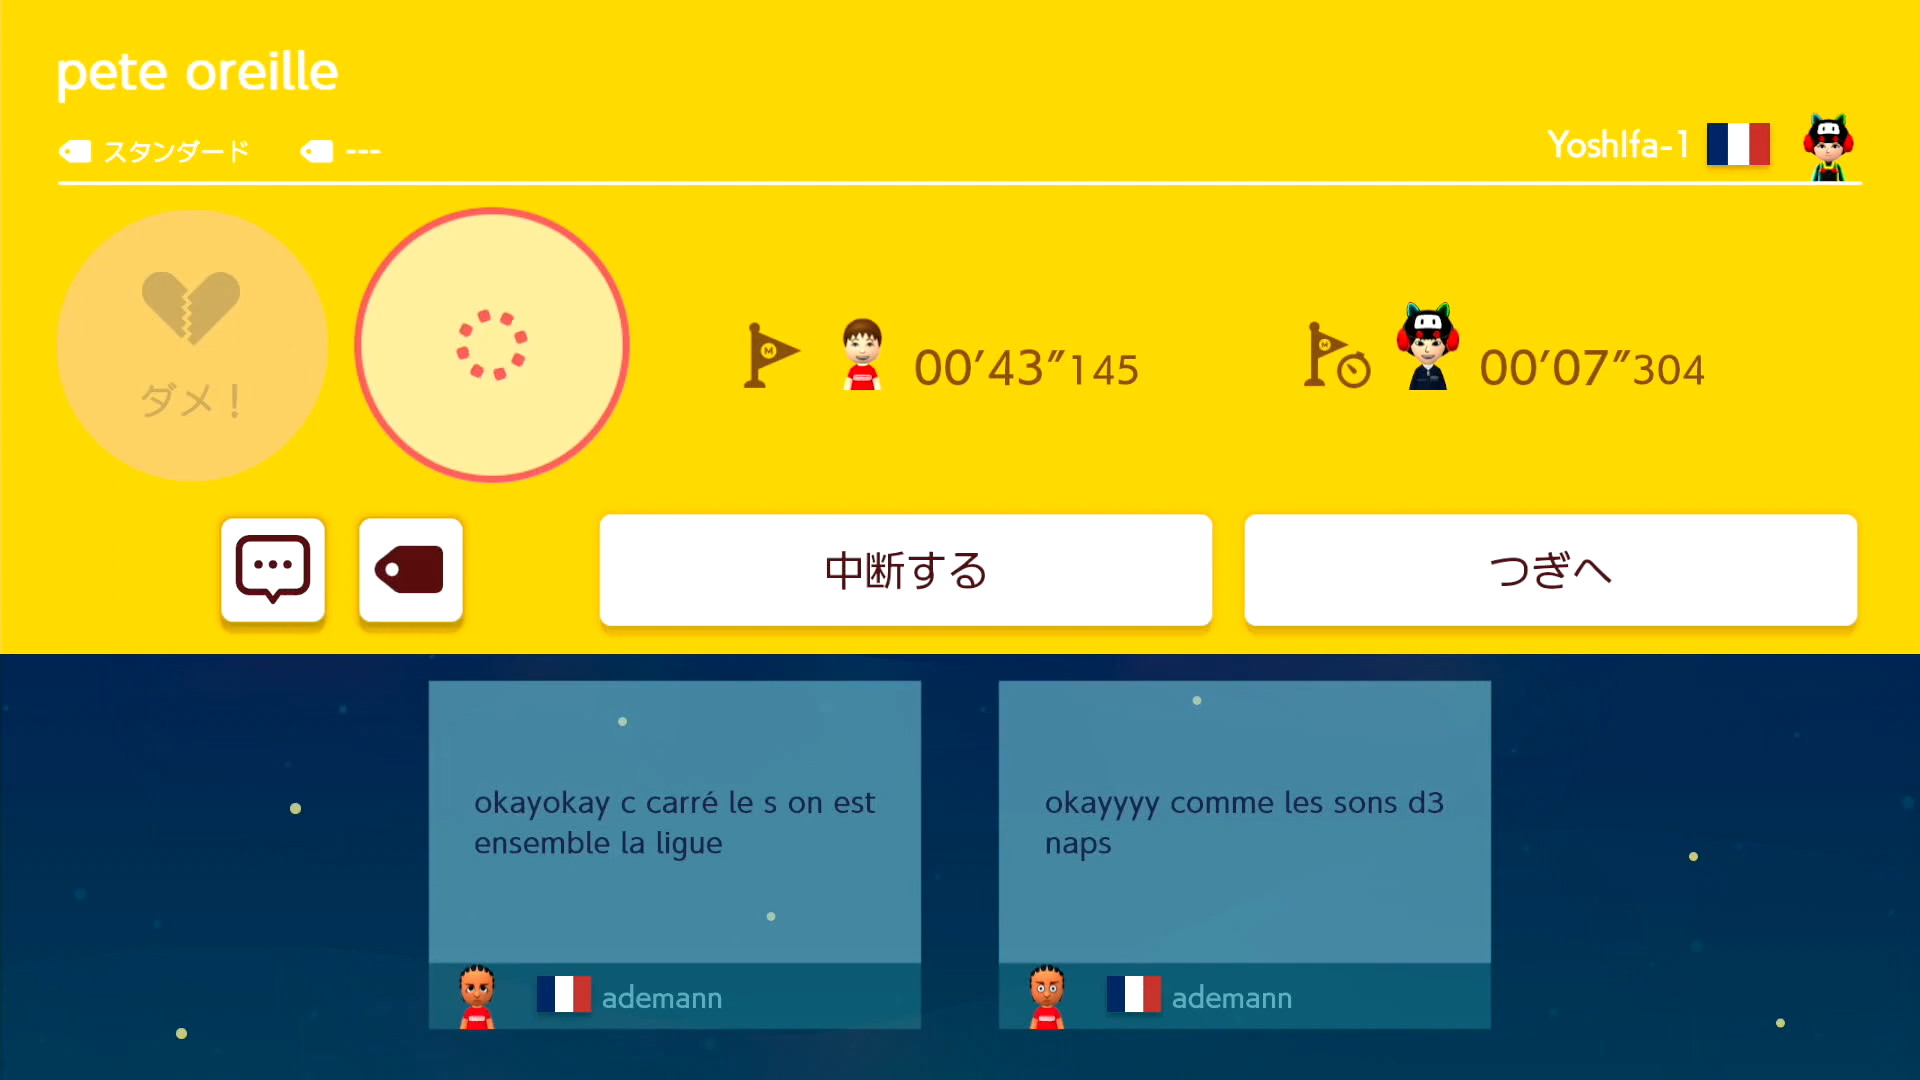 pete oreille
スタンダード
---
YoshIfa-1
ダメ！
M
00'43"145
M
00'07"304
中断する
つぎへ
okayokay c carré le s on est
ensemble la ligue
okayyyy comme les sons d3
naps
ademann
ademann